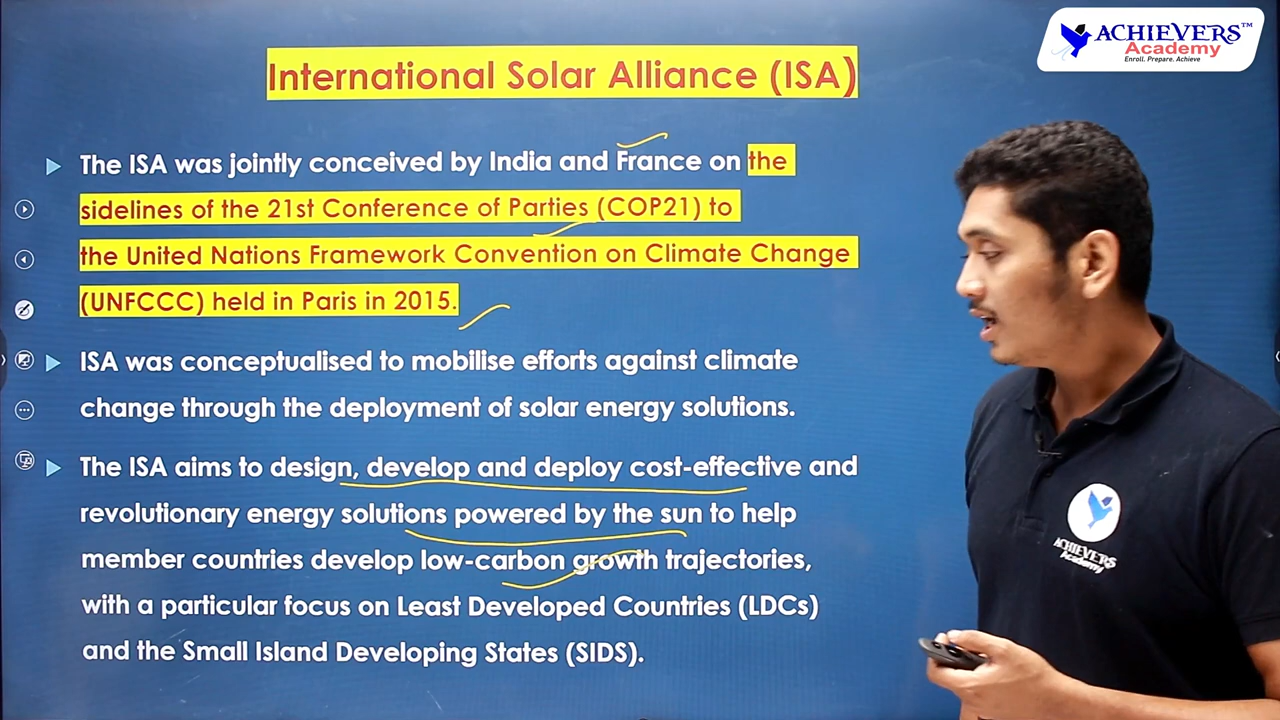 ACHIEVERS™
Academy
Enroll. Prepare. Achieve
International Solar Alliance (ISA)
The ISA was jointly conceived by India and France on the
sidelines of the 21st Conference of Parties (COP21) to
the United Nations Framework Convention on Climate Change
(UNFCCC) held in Paris in 2015.
ISA was conceptualised to mobilise efforts against climate
change through the deployment of solar energy solutions.
The ISA aims to design, develop and deploy cost-effective and
revolutionary energy solutions powered by the sun to help
member countries develop low-carbon growth trajectories,
with a particular focus on Least Developed Countries (LDCs)
and the Small Island Developing States (SIDS).
ACHIEVERS
Academy